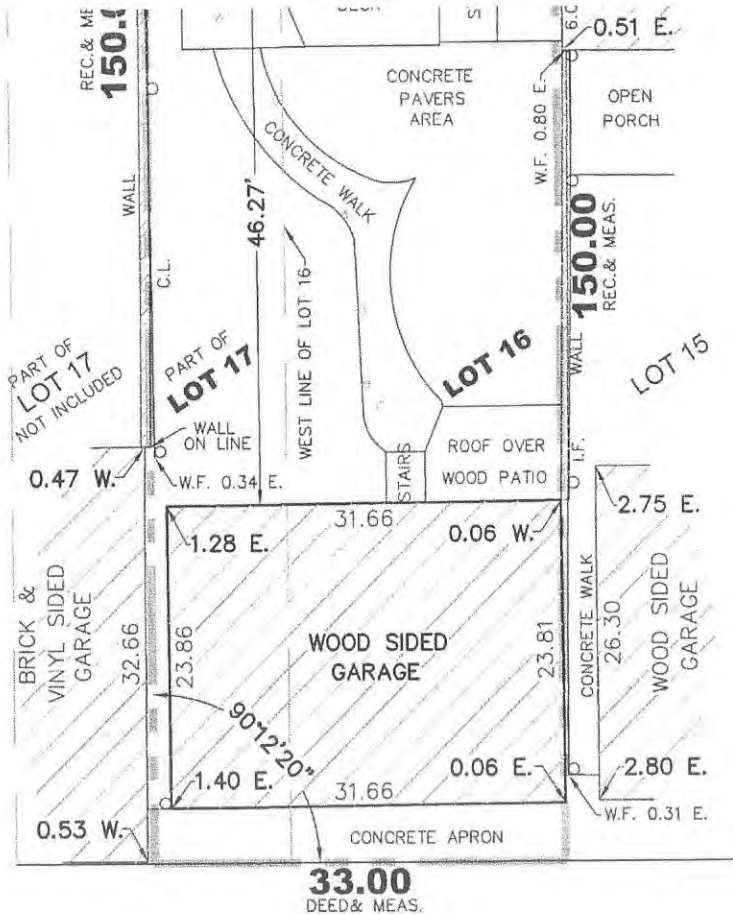 REC.& ME
150.0
0.51 E.
CONCRETE
PAVERS
AREA
OPEN
PORCH
W.F. 0.80 E.
CONCRETE WALK
WALL
46.27'
150.00
REC.& MEAS.
C.L.
WEST LINE OF LOT 16
WALL
PART OF
LOT 17
NOT INCLUDED
PART OF
LOT 17
LOT 16
LOT 15
WALL
ON LINE
0.47 W.
W.F. 0.34 E.
STAIRS
ROOF OVER
WOOD PATIO
I.F.
31.66
1.28 E.
0.06 W.
2.75 E.
BRICK &
VINYL SIDED
GARAGE
32.66
23.86
WOOD SIDED
GARAGE
23.81
CONCRETE WALK
26.30
WOOD SIDED
GARAGE
90°12'20"
1.40 E.
31.66
0.06 E.
2.80 E.
W.F. 0.31 E.
0.53 W.
CONCRETE APRON
33.00
DEED& MEAS.